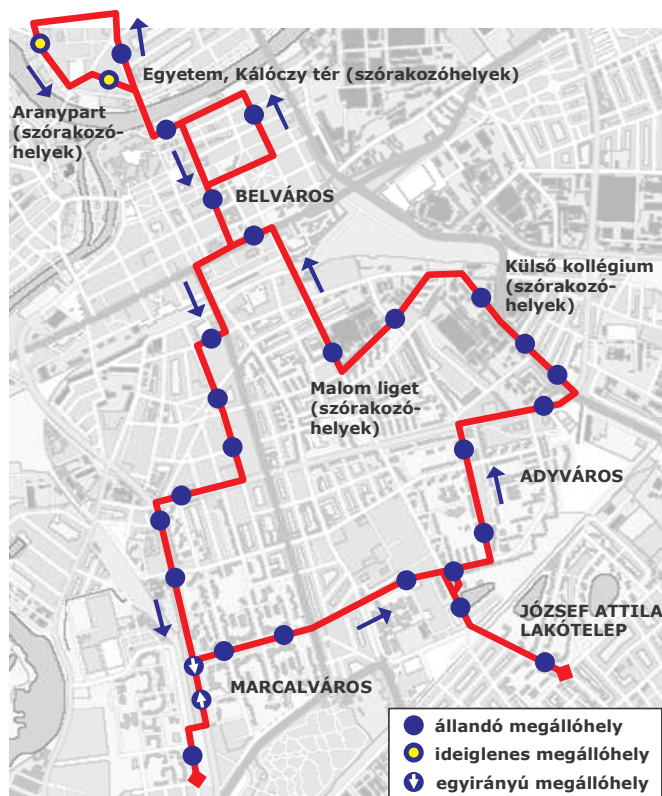 Egyetem, Kálóczy tér (szórakozóhelyek)
Aranypart
(szórakozó-
helyek)
BELVÁROS
Külső kollégium
(szórakozó-
helyek)
Malom liget
(szórakozó-
helyek)
ADYVÁROS
JÓZSEF ATTILA
LAKÓTELEP
MARCALVÁROS
állandó megállóhely
ideiglenes megállóhely
egyirányú megállóhely